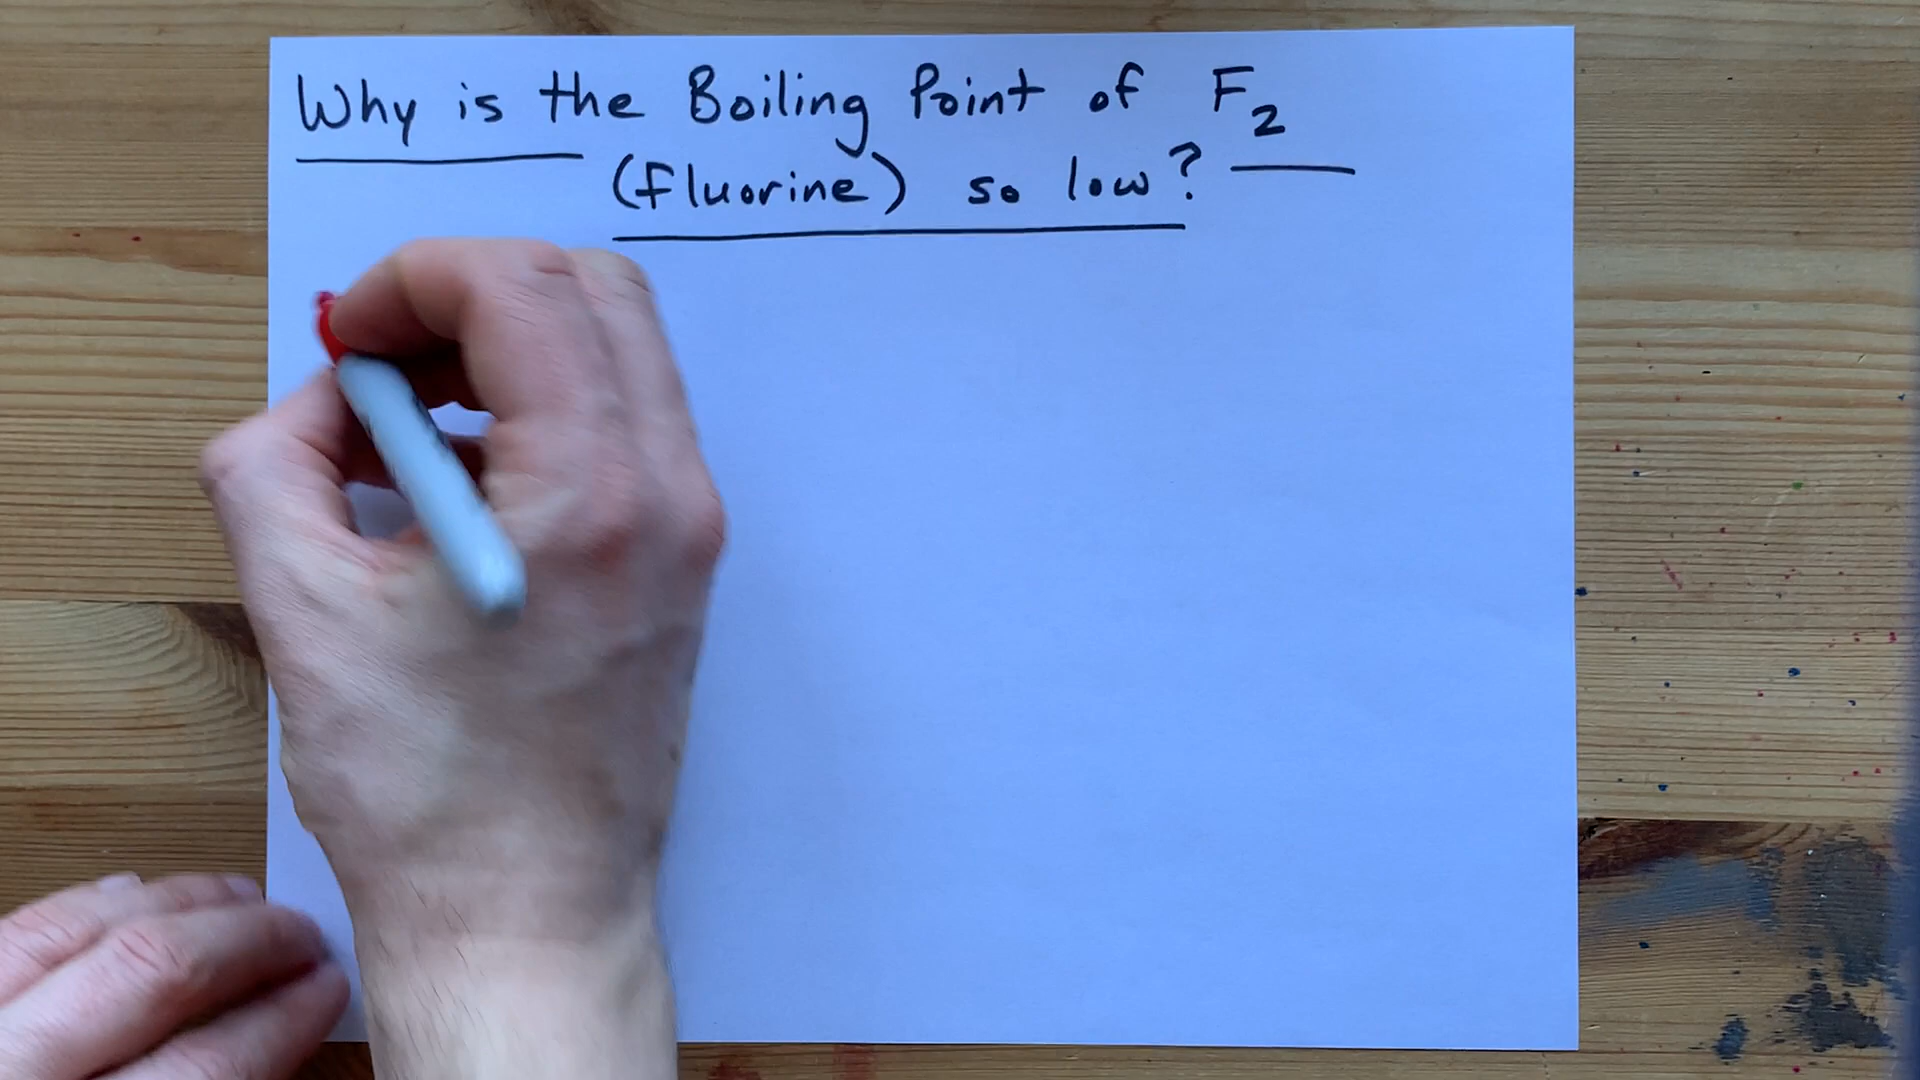 Why is the Boiling Point of F₂
(fluorine) so low?